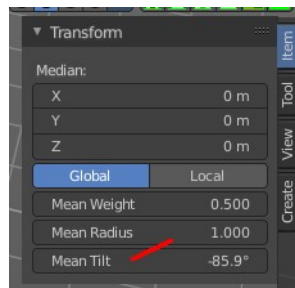 Transform
Item
Median:
X 0 m
Tool
Y 0 m
Z 0 m
View
Global Local
Mean Weight 0.500
Create
Mean Radius 1.000
Mean Tilt -85.9°